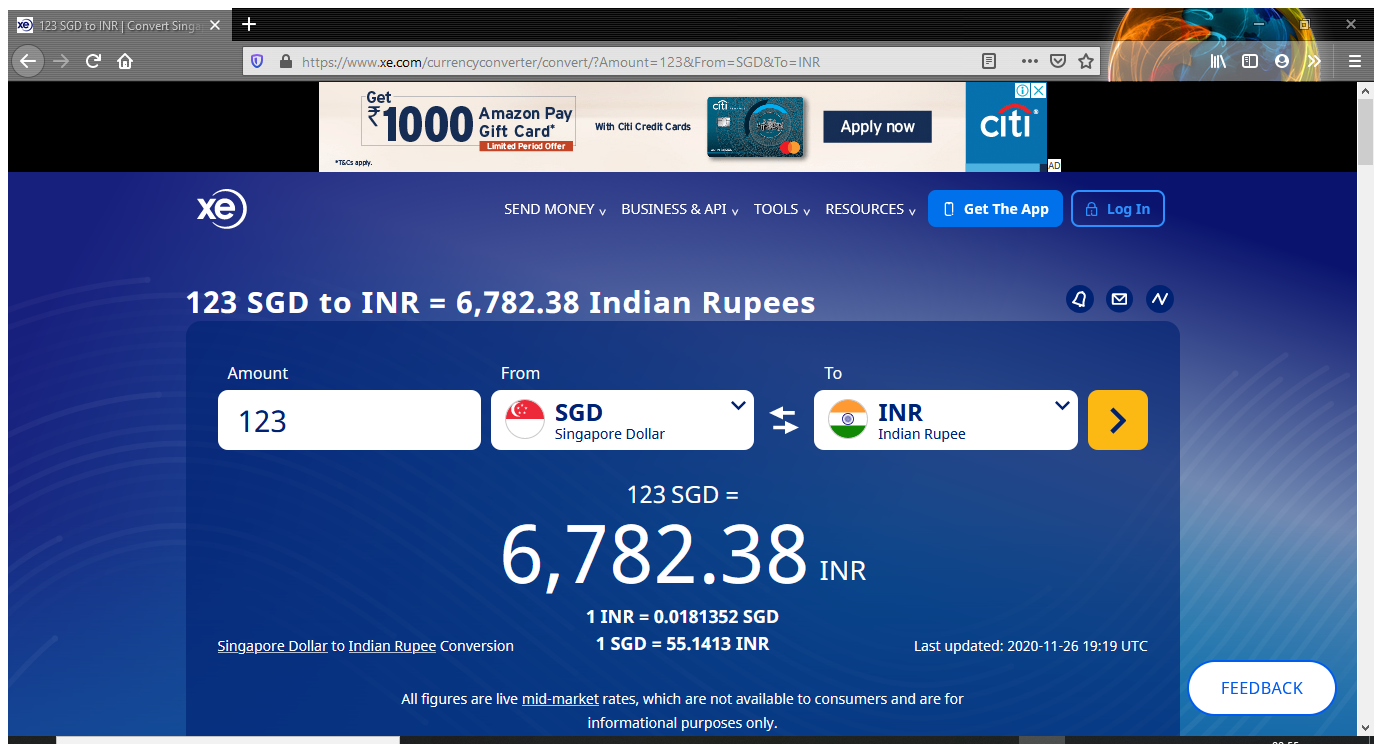 123 SGD to INR | Convert Singa
https://www.xe.com/currencyconverter/convert/?Amount=123&From=SGD&To=INR
Get
₹1000 Amazon Pay
Gift Card*
Limited Period Offer
*T&Cs apply.
With Citi Credit Cards
citi
Apply now
citi®
AD
xe
SEND MONEY BUSINESS & API TOOLS RESOURCES Get The App Log In
123 SGD to INR = 6,782.38 Indian Rupees
Amount From To
123 SGD INR
Singapore Dollar Indian Rupee
123 SGD =
6,782.38 INR
1 INR = 0.0181352 SGD
1 SGD = 55.1413 INR
Singapore Dollar to Indian Rupee Conversion
Last updated: 2020-11-26 19:19 UTC
All figures are live mid-market rates, which are not available to consumers and are for
informational purposes only.
FEEDBACK